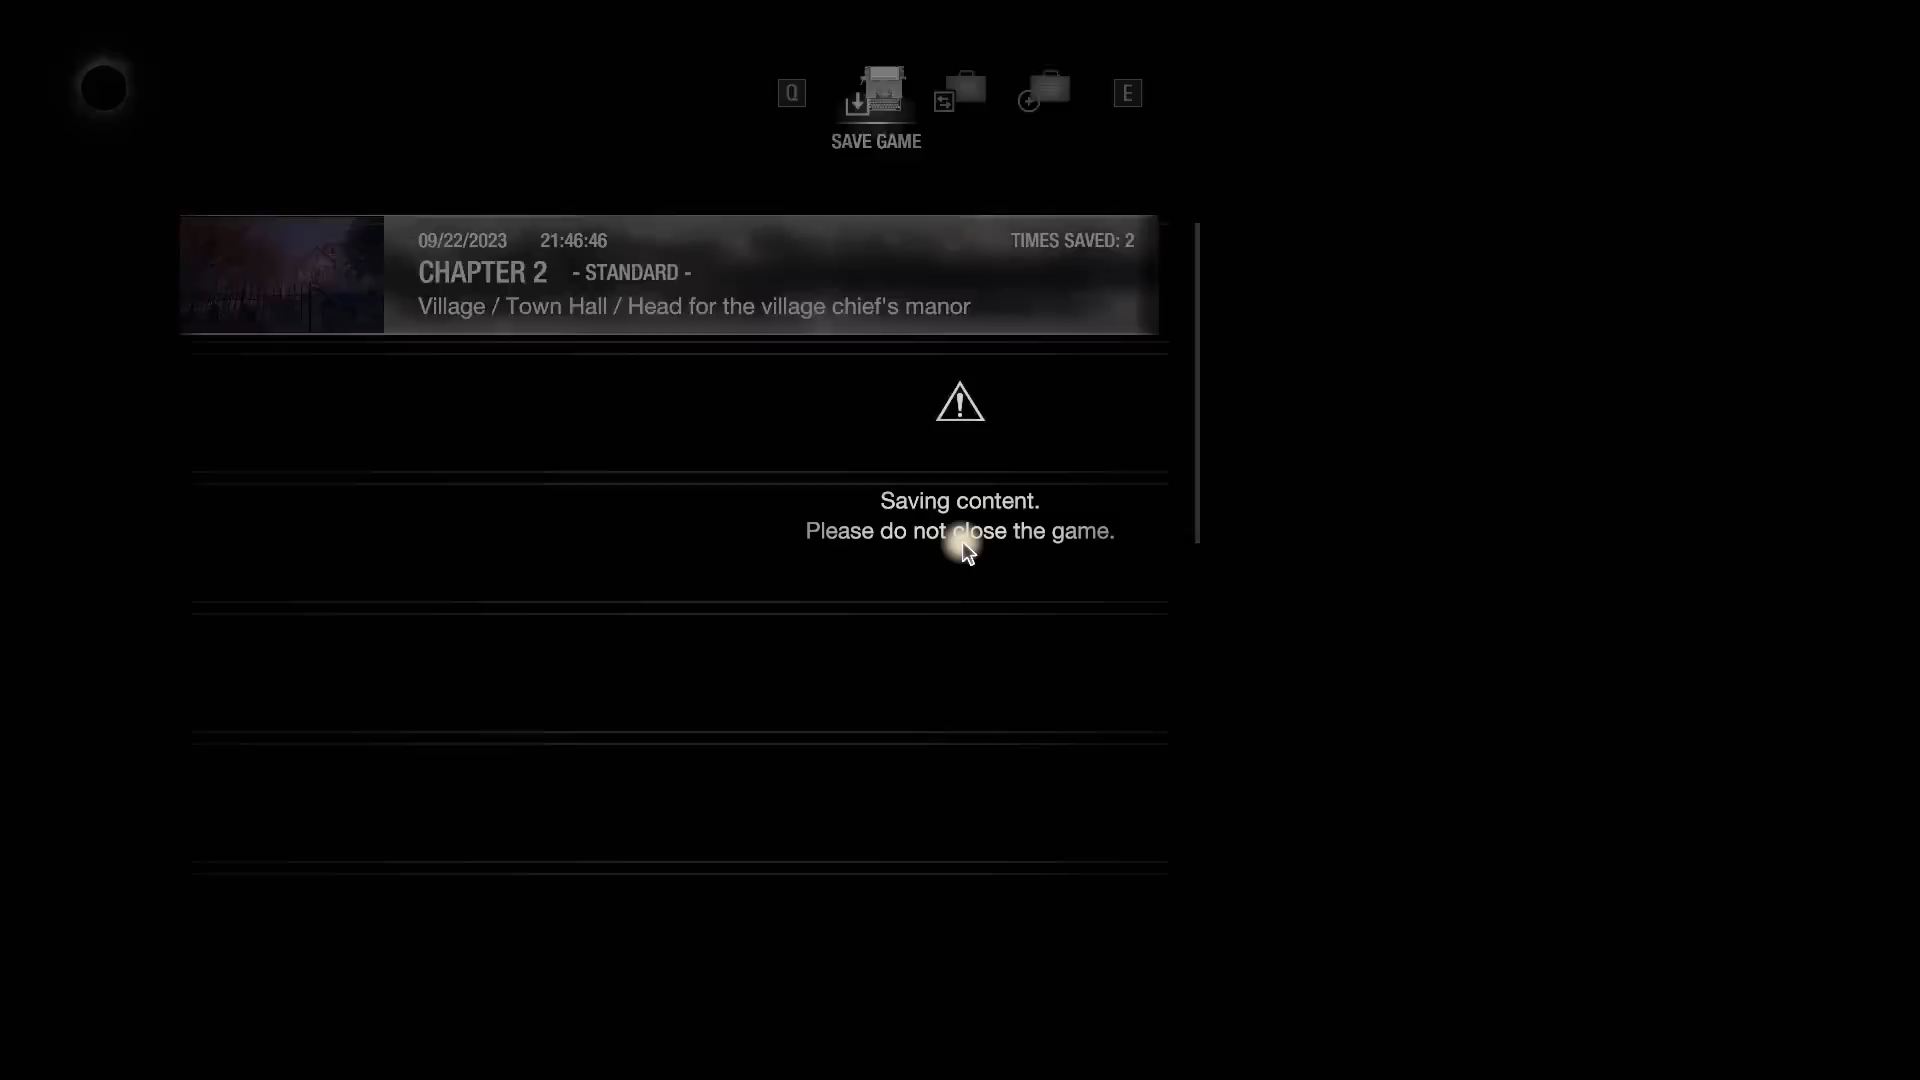 Q
E
SAVE GAME
09/22/2023 21:46:46 TIMES SAVED: 2
CHAPTER 2 - STANDARD -
Village / Town Hall / Head for the village chief's manor
Saving content.
Please do not close the game.